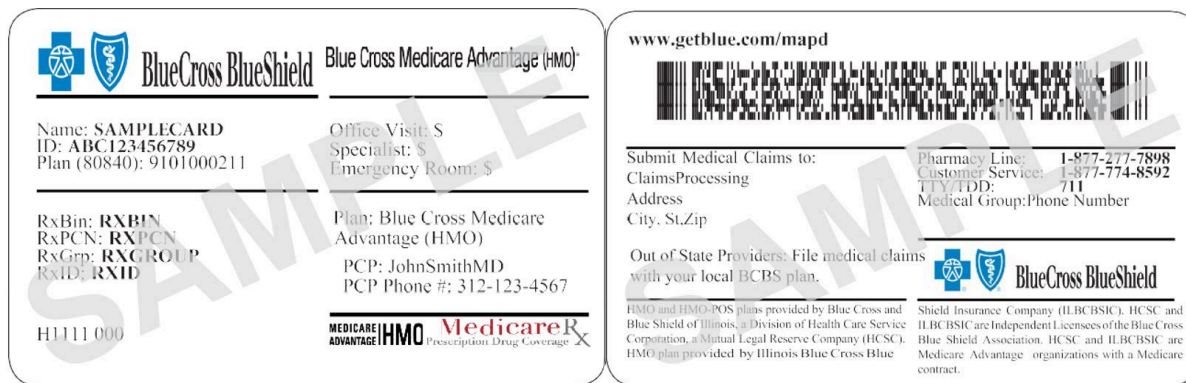 BlueCross BlueShield
Blue Cross Medicare Advantage (HMO)℠
Name: SAMPLECARD
ID: ABC123456789
Plan (80840): 9101000211
Office Visit: $
Specialist: $
Emergency Room: $
RxBin: RXBIN
RxPCN: RXPCN
RxGrp: RXGROUP
RxID: RXID
Plan: Blue Cross Medicare
Advantage (HMO)
PCP: JohnSmithMD
PCP Phone #: 312-123-4567
H1111 000
MEDICARE
ADVANTAGE
HMO
MedicareRx
Prescription Drug Coverage
SAMPLE
www.getblue.com/mapd
Submit Medical Claims to:
ClaimsProcessing
Address
City, St,Zip
Pharmacy Line: 1-877-277-7898
Customer Service: 1-877-774-8592
TTY/TDD: 711
Medical Group:Phone Number
Out of State Providers: File medical claims
with your local BCBS plan.
BlueCross BlueShield
HMO and HMO-POS plans provided by Blue Cross and
Blue Shield of Illinois, a Division of Health Care Service
Corporation, a Mutual Legal Reserve Company (HCSC).
HMO plan provided by Illinois Blue Cross Blue
Shield Insurance Company (ILBCBSIC). HCSC and
ILBCBSIC are Independent Licensees of the Blue Cross
Blue Shield Association. HCSC and ILBCBSIC are
Medicare Advantage organizations with a Medicare
contract.
SAMPLE